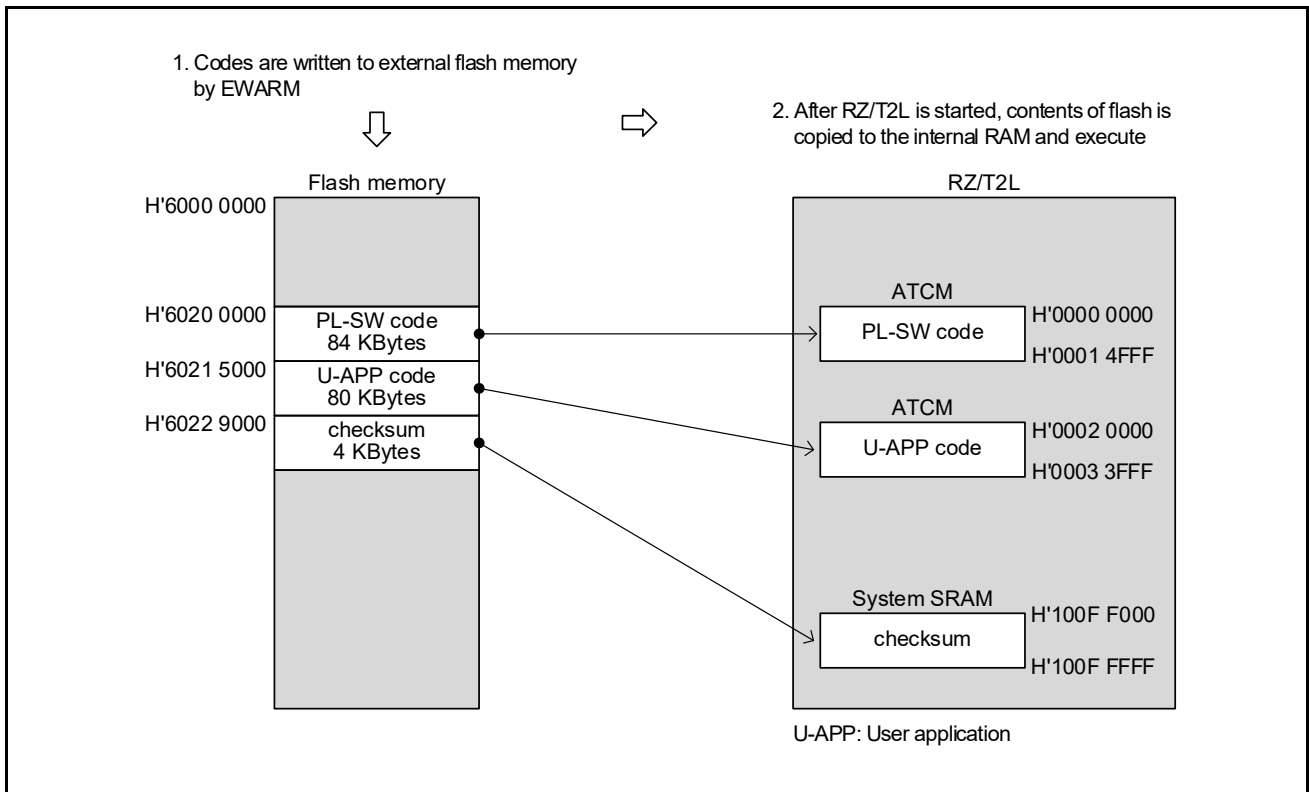 1. Codes are written to external flash memory
by EWARM
2. After RZ/T2L is started, contents of flash is
copied to the internal RAM and execute
Flash memory
H'6000 0000
H'6020 0000
PL-SW code
84 KBytes
H'6021 5000
U-APP code
80 KBytes
H'6022 9000
checksum
4 KBytes
RZ/T2L
ATCM
PL-SW code
H'0000 0000
H'0001 4FFF
ATCM
U-APP code
H'0002 0000
H'0003 3FFF
System SRAM
checksum
H'100F F000
H'100F FFFF
U-APP: User application